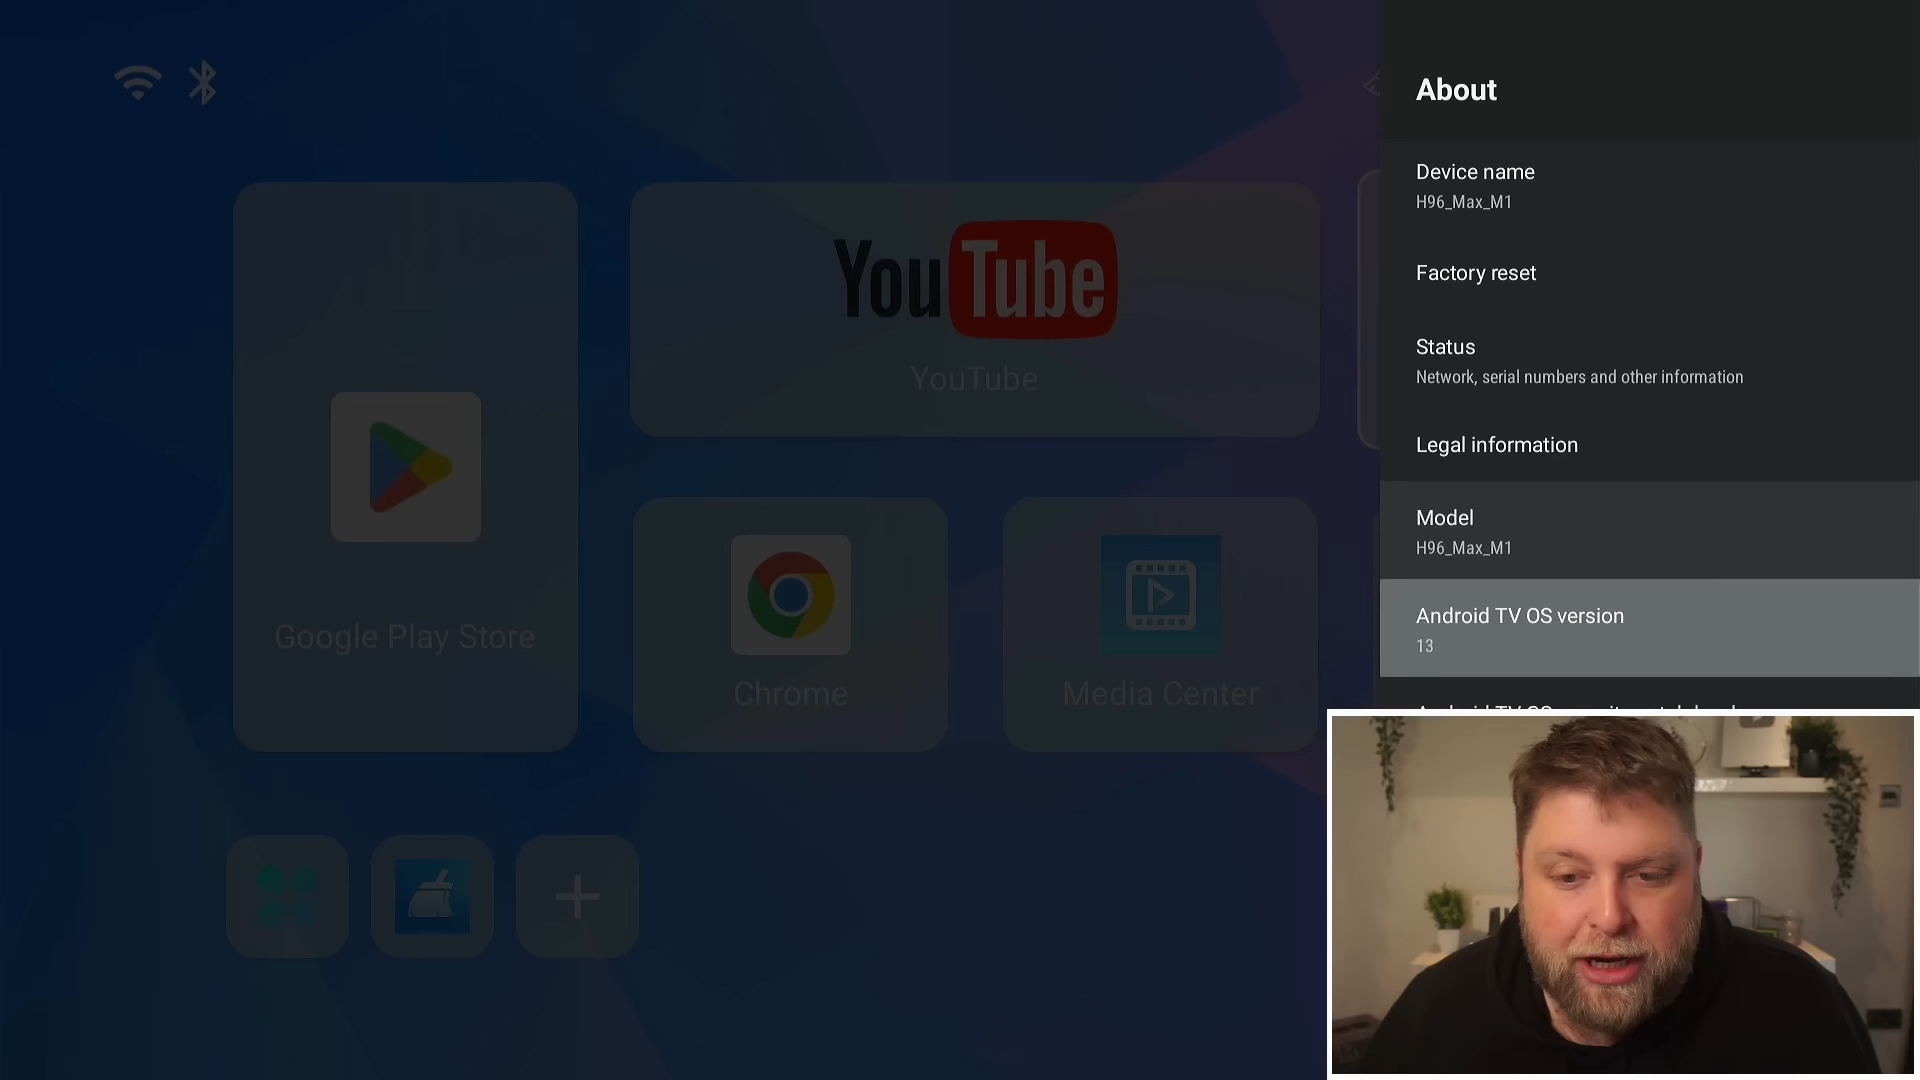 About
Device name
H96_Max_M1
Factory reset
Status
Network, serial numbers and other information
Legal information
Model
H96_Max_M1
Android TV OS version
13
YouTube
YouTube
Google Play Store
Chrome
Media Center